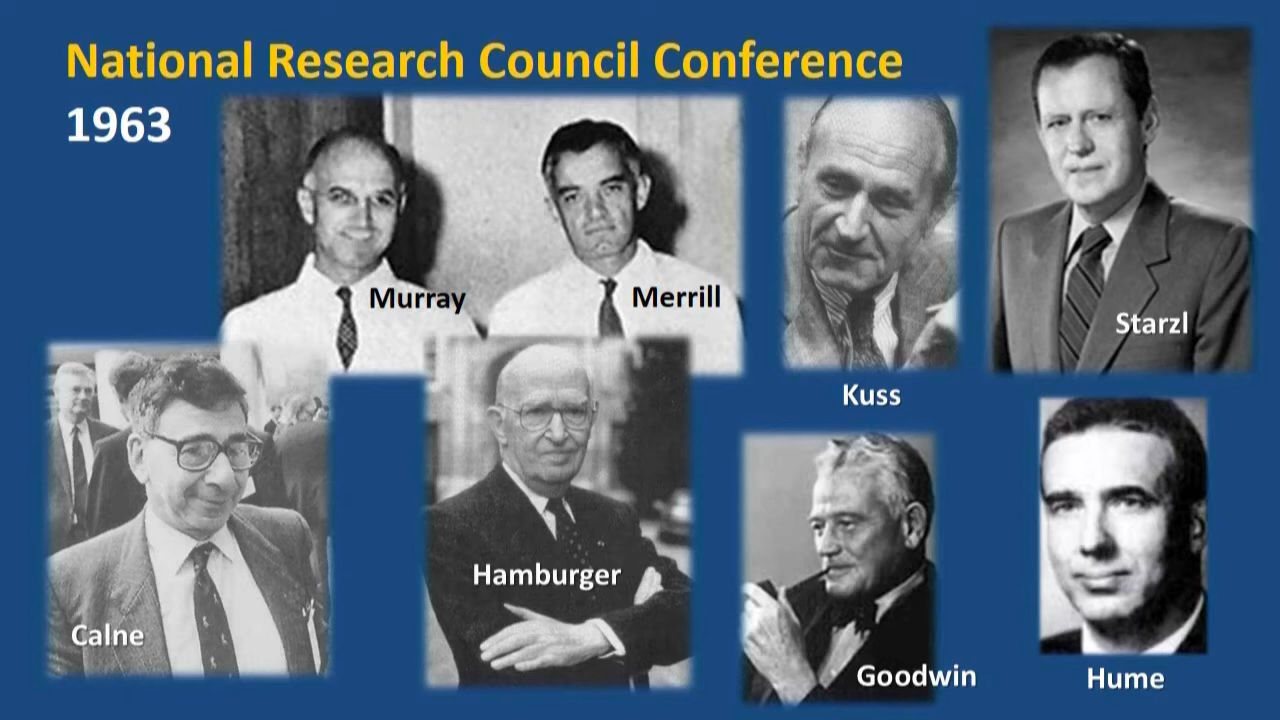 National Research Council Conference
1963
Murray
Merrill
Starzl
Kuss
Hamburger
Calne
Goodwin
Hume